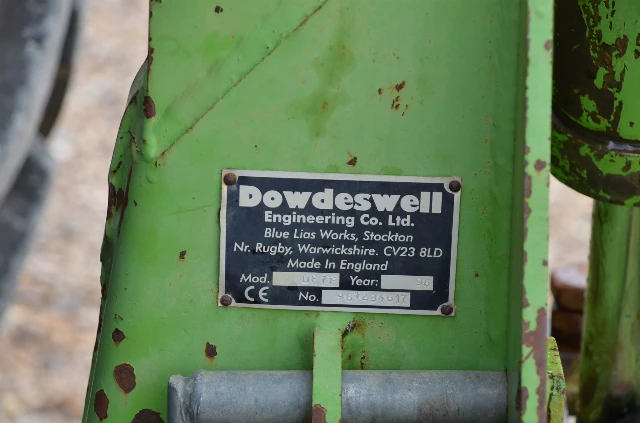 Dowdeswell
Engineering Co. Ltd.
Blue Lias Works, Stockton
Nr. Rugby, Warwickshire. CV23 8LD
Made In England
Mod. Year:
CE No.